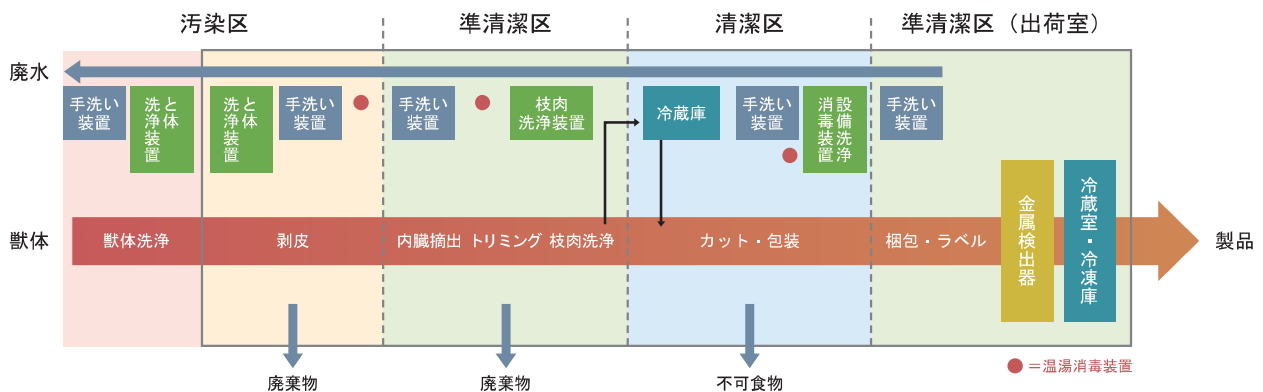 汚染区
準清潔区
清潔区
準清潔区（出荷室）
廃水
手洗い
装置
と体
洗浄装置
と体
洗浄装置
手洗い
装置
手洗い
装置
枝肉
洗浄装置
冷蔵庫
手洗い
装置
設備洗浄
消毒装置
手洗い
装置
獣体
獣体洗浄
剥皮
内臓摘出
トリミング
枝肉洗浄
カット・包装
梱包・ラベル
金属検出器
冷蔵室・冷凍庫
製品
廃棄物
廃棄物
不可食物
＝温湯消毒装置